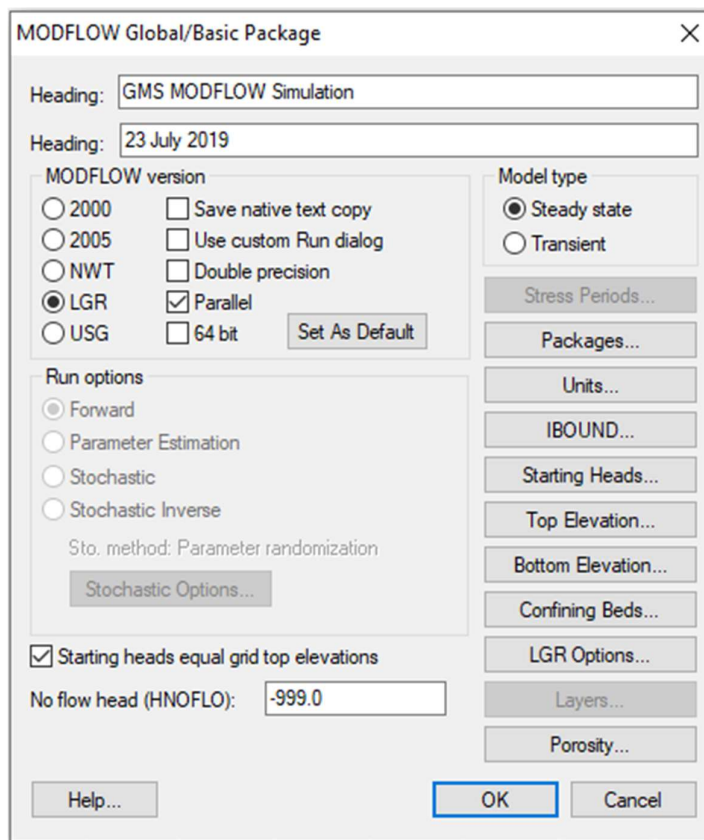 MODFLOW Global/Basic Package
Heading: GMS MODFLOW Simulation
Heading: 23 July 2019
MODFLOW version
2000 Save native text copy
2005 Use custom Run dialog
NWT Double precision
LGR Parallel
USG 64 bit Set As Default
Run options
Forward
Parameter Estimation
Stochastic
Stochastic Inverse
Sto. method: Parameter randomization
Stochastic Options...
Starting heads equal grid top elevations
No flow head (HNOFLO): -999.0
Model type
Steady state
Transient
Stress Periods...
Packages...
Units...
IBOUND...
Starting Heads...
Top Elevation...
Bottom Elevation...
Confining Beds...
LGR Options...
Layers...
Porosity...
Help... OK Cancel